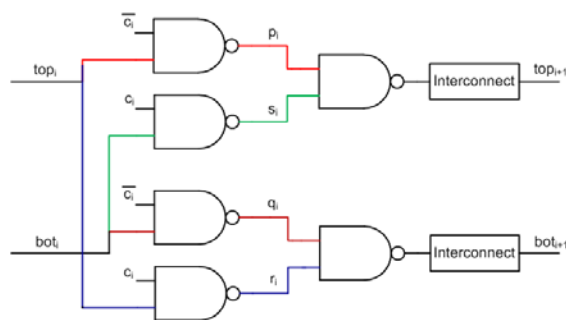 c̅ᵢ
pᵢ
topᵢ
Interconnect
topᵢ₊₁
cᵢ
sᵢ
c̅ᵢ
qᵢ
botᵢ
Interconnect
botᵢ₊₁
cᵢ
rᵢ